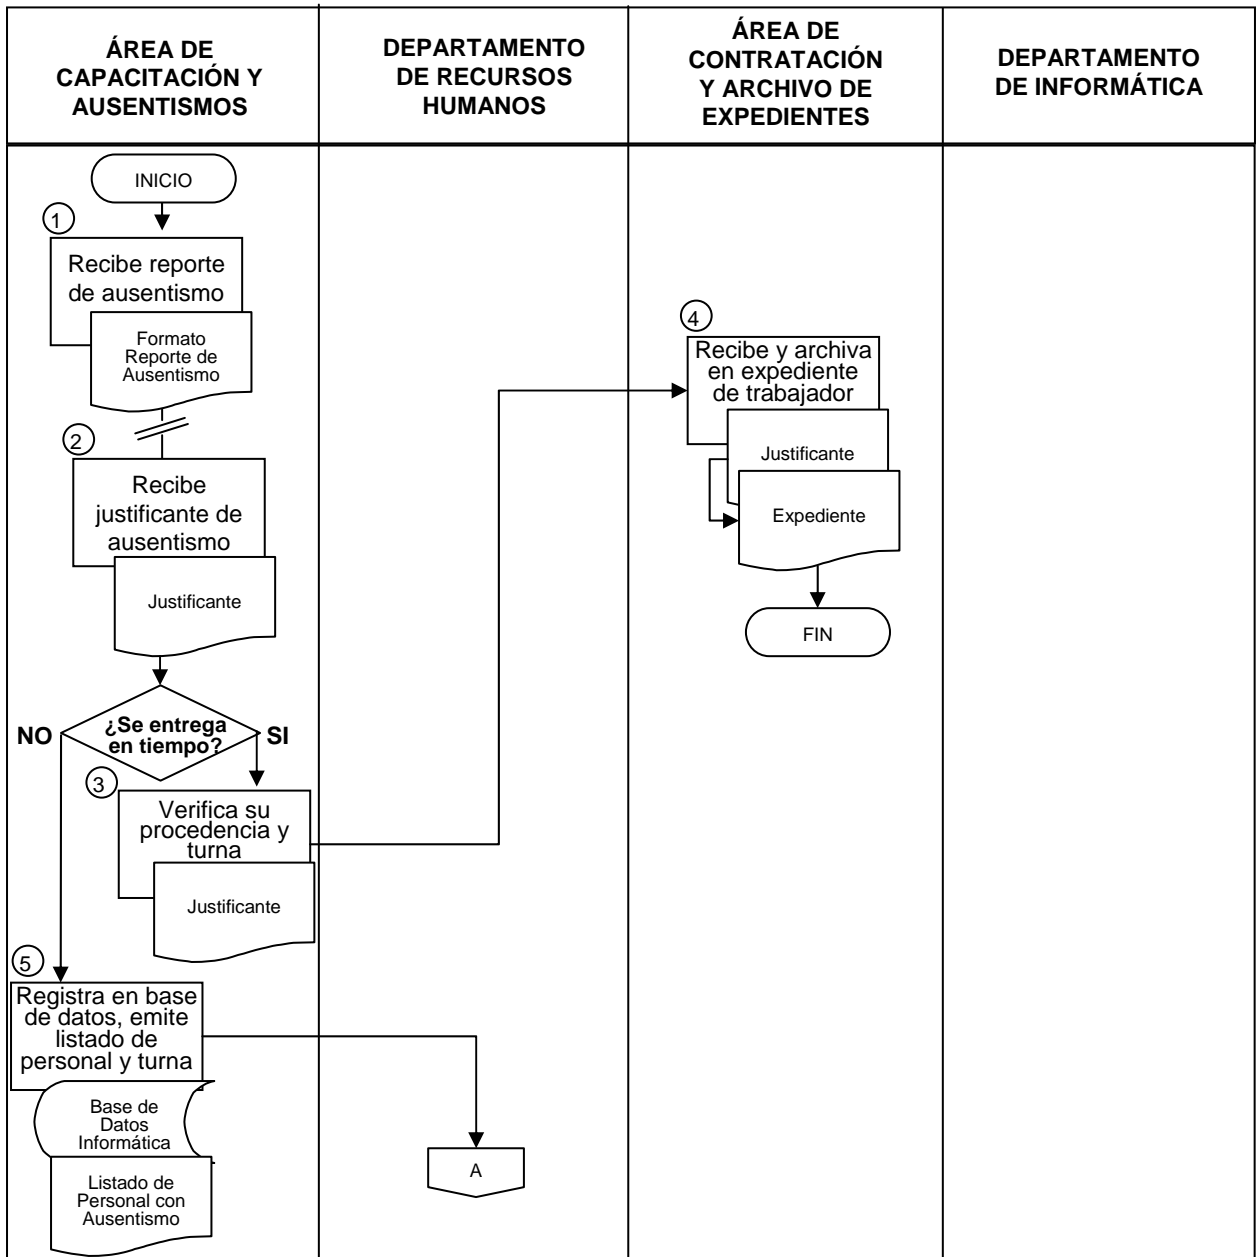 ÁREA DE
CAPACITACIÓN Y
AUSENTISMOS
DEPARTAMENTO
DE RECURSOS
HUMANOS
ÁREA DE
CONTRATACIÓN
Y ARCHIVO DE
EXPEDIENTES
DEPARTAMENTO
DE INFORMÁTICA
INICIO
1
Recibe reporte
de ausentismo
Formato
Reporte de
Ausentismo
2
Recibe
justificante de
ausentismo
Justificante
¿Se entrega
en tiempo?
NO
SI
3
Verifica su
procedencia y
turna
Justificante
4
Recibe y archiva
en expediente
de trabajador
Justificante
Expediente
FIN
5
Registra en base
de datos, emite
listado de
personal y turna
Base de
Datos
Informática
Listado de
Personal con
Ausentismo
A